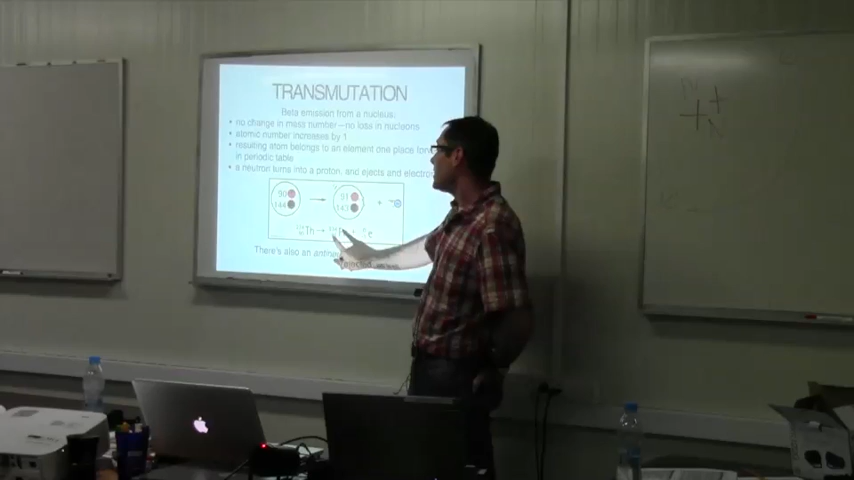 TRANSMUTATION
Beta emission from a nucleus:
• no change in mass number – no loss in nucleons
• atomic number increases by 1
• resulting atom belongs to an element one place
in periodic table
• a neutron turns into a proton, and ejects and electron
90
144
→
91
143
+
Th →
e
There's also an
N +
+ N